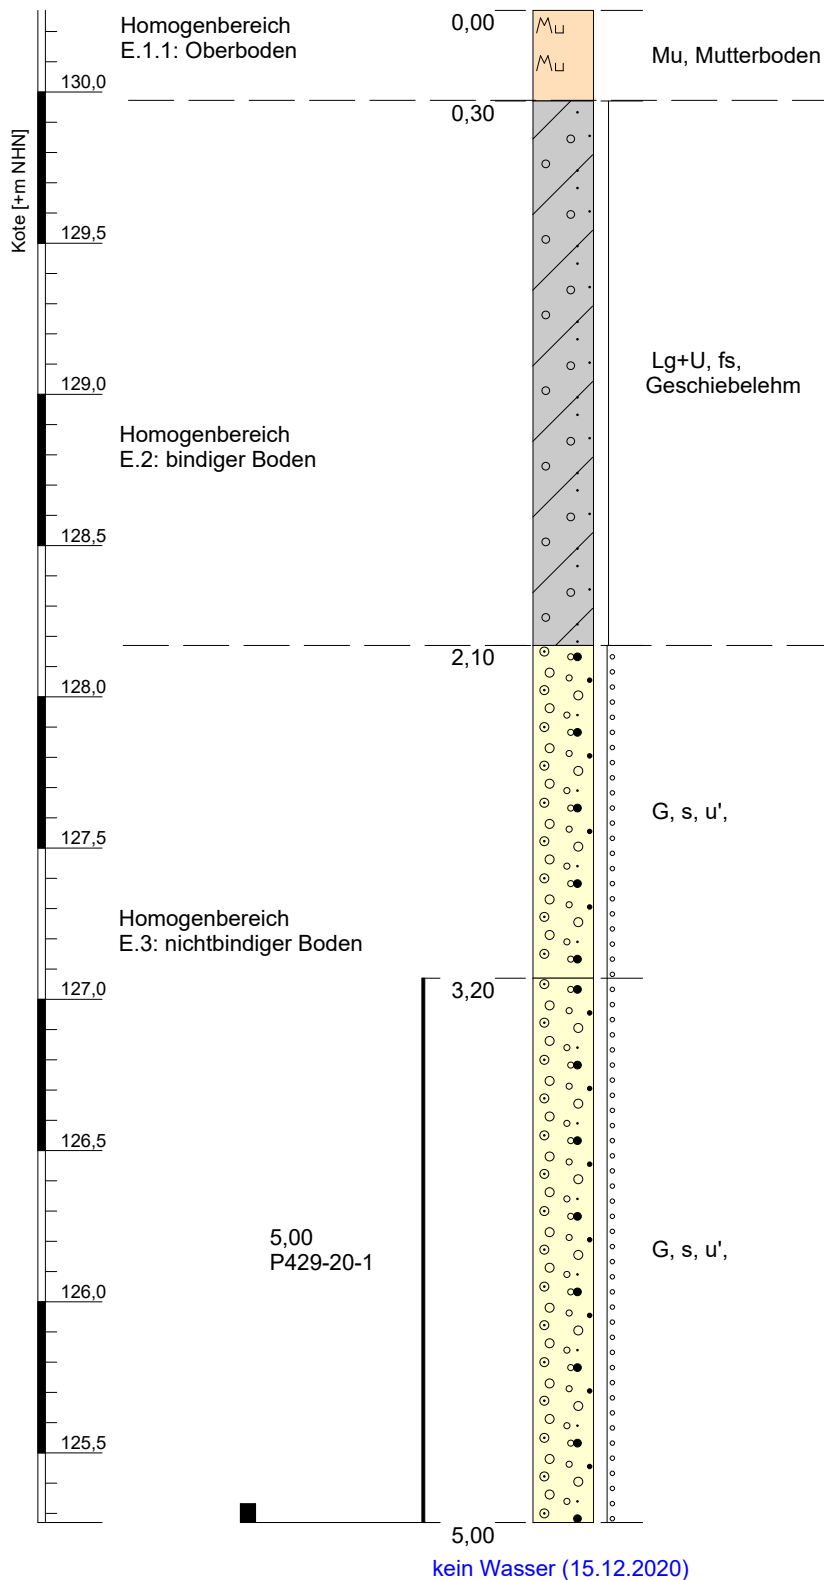 Homogenbereich
E.1.1: Oberboden
0,00
Mu
Mu
Mu, Mutterboden
130,0
0,30
Kote [+m NHN]
129,5
129,0
Lg+U, fs,
Geschiebelehm
Homogenbereich
E.2: bindiger Boden
128,5
2,10
128,0
G, s, u',
127,5
Homogenbereich
E.3: nichtbindiger Boden
127,0
3,20
126,5
5,00
P429-20-1
G, s, u',
126,0
125,5
5,00
kein Wasser (15.12.2020)